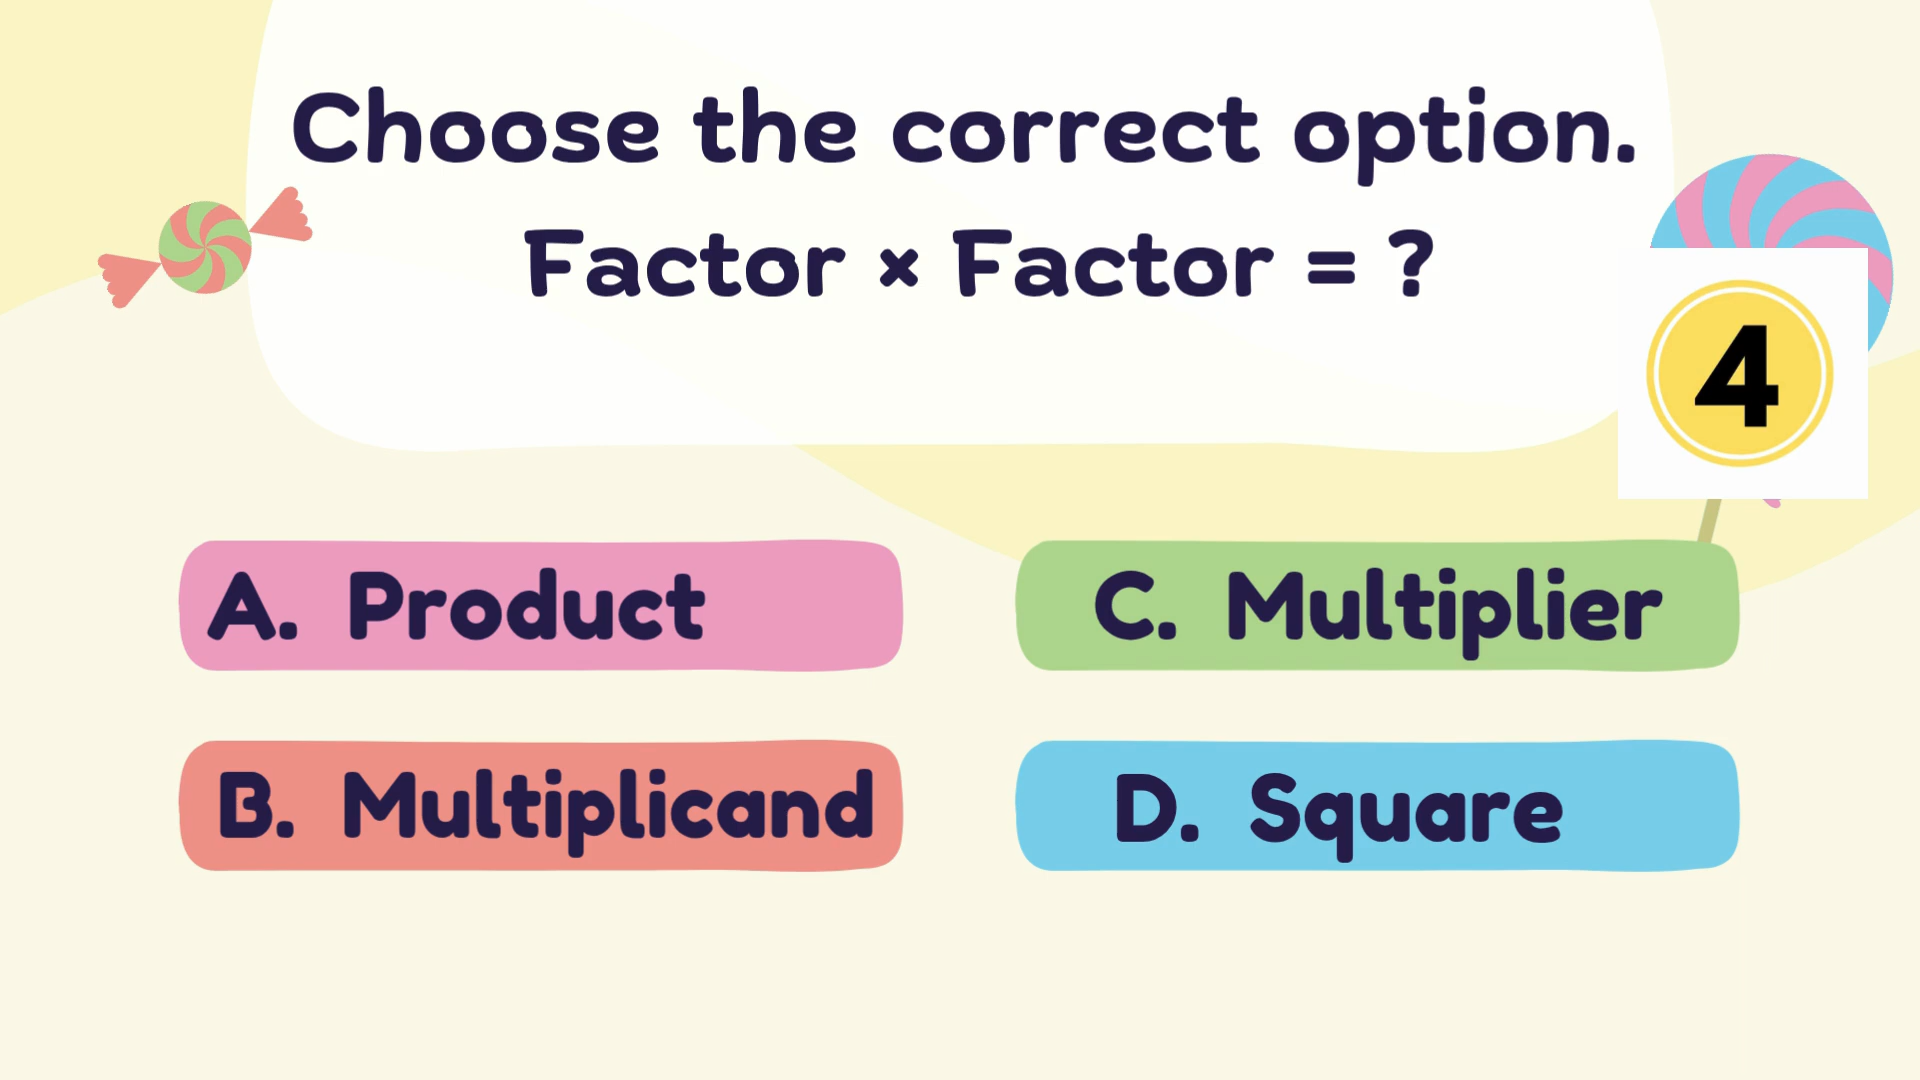 Choose the correct option.
Factor × Factor = ?
4
A. Product
C. Multiplier
B. Multiplicand
D. Square